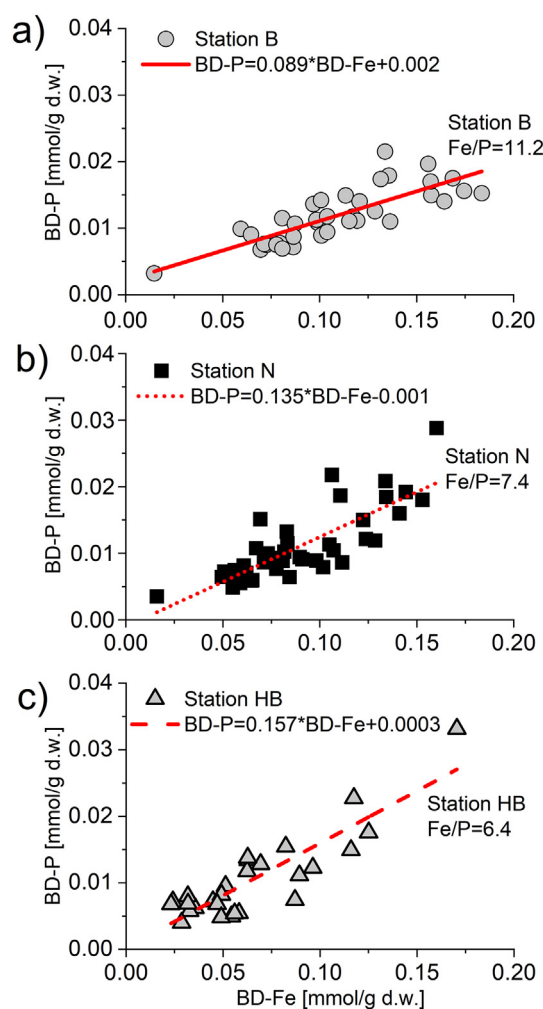 a)
Station B
BD-P=0.089*BD-Fe+0.002
0.04
0.03
0.02
0.01
0.00
BD-P [mmol/g d.w.]
Station B
Fe/P=11.2
0.00 0.05 0.10 0.15 0.20
b)
Station N
BD-P=0.135*BD-Fe-0.001
0.04
0.03
0.02
0.01
0.00
BD-P [mmol/g d.w.]
Station N
Fe/P=7.4
0.00 0.05 0.10 0.15 0.20
c)
Station HB
BD-P=0.157*BD-Fe+0.0003
0.04
0.03
0.02
0.01
0.00
BD-P [mmol/g d.w.]
Station HB
Fe/P=6.4
0.00 0.05 0.10 0.15 0.20
BD-Fe [mmol/g d.w.]